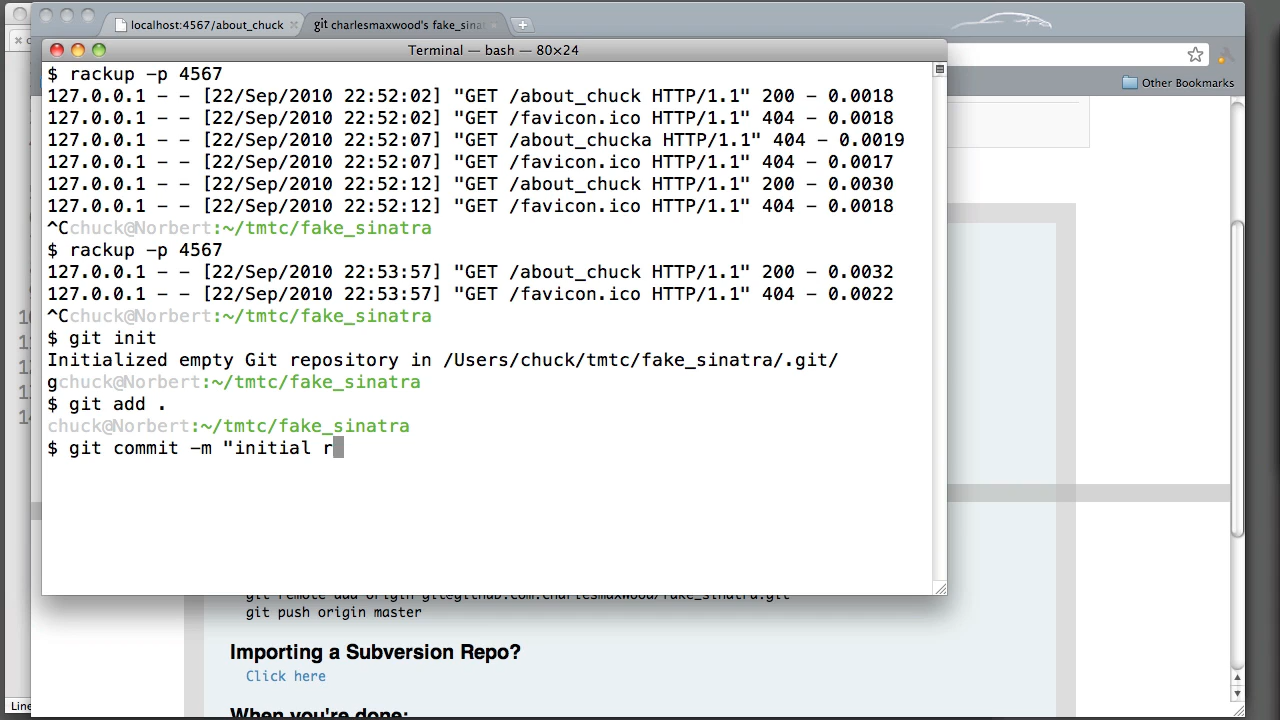 localhost:4567/about_chuck
git charlesmaxwood's fake_sinat
Terminal — bash — 80×24
Other Bookmarks
$ rackup -p 4567
127.0.0.1 - - [22/Sep/2010 22:52:02] "GET /about_chuck HTTP/1.1" 200 - 0.0018
127.0.0.1 - - [22/Sep/2010 22:52:02] "GET /favicon.ico HTTP/1.1" 404 - 0.0018
127.0.0.1 - - [22/Sep/2010 22:52:07] "GET /about_chucka HTTP/1.1" 404 - 0.0019
127.0.0.1 - - [22/Sep/2010 22:52:07] "GET /favicon.ico HTTP/1.1" 404 - 0.0017
127.0.0.1 - - [22/Sep/2010 22:52:12] "GET /about_chuck HTTP/1.1" 200 - 0.0030
127.0.0.1 - - [22/Sep/2010 22:52:12] "GET /favicon.ico HTTP/1.1" 404 - 0.0018
^Cchuck@Norbert:~/tmtc/fake_sinatra
$ rackup -p 4567
127.0.0.1 - - [22/Sep/2010 22:53:57] "GET /about_chuck HTTP/1.1" 200 - 0.0032
127.0.0.1 - - [22/Sep/2010 22:53:57] "GET /favicon.ico HTTP/1.1" 404 - 0.0022
^Cchuck@Norbert:~/tmtc/fake_sinatra
$ git init
Initialized empty Git repository in /Users/chuck/tmtc/fake_sinatra/.git/
gchuck@Norbert:~/tmtc/fake_sinatra
$ git add .
chuck@Norbert:~/tmtc/fake_sinatra
$ git commit -m "initial r
git remote add origin git@github.com:charlesmaxwood/fake_sinatra.git
git push origin master
Importing a Subversion Repo?
Click here
When you're done:
Line